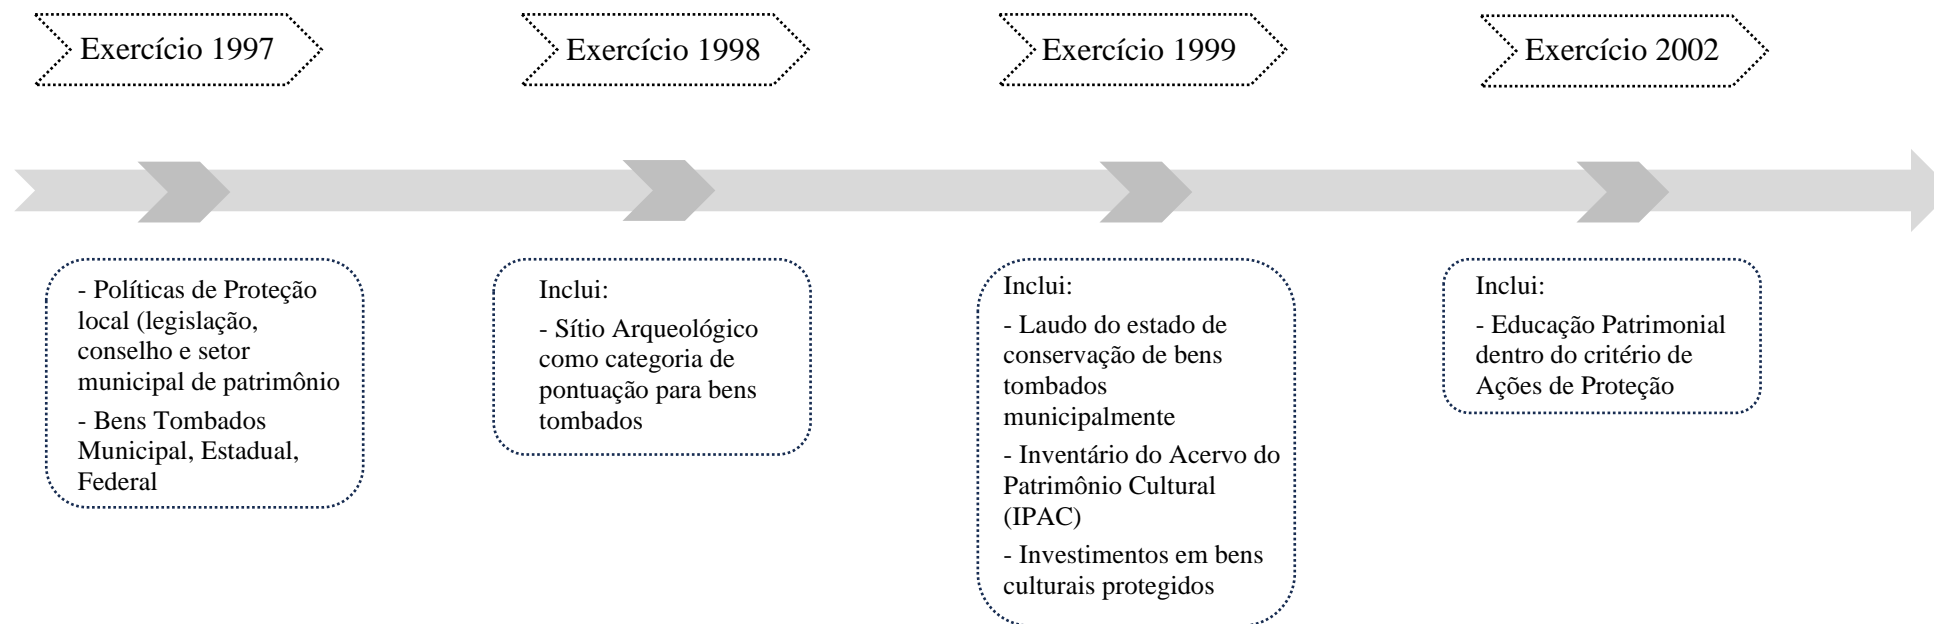 Exercício 1997
Exercício 1998
Exercício 1999
Exercício 2002
- Políticas de Proteção
local (legislação,
conselho e setor
municipal de patrimônio
- Bens Tombados
Municipal, Estadual,
Federal
Inclui:
- Sítio Arqueológico
como categoria de
pontuação para bens
tombados
Inclui:
- Laudo do estado de
conservação de bens
tombados
municipalmente
- Inventário do Acervo do
Patrimônio Cultural
(IPAC)
- Investimentos em bens
culturais protegidos
Inclui:
- Educação Patrimonial
dentro do critério de
Ações de Proteção